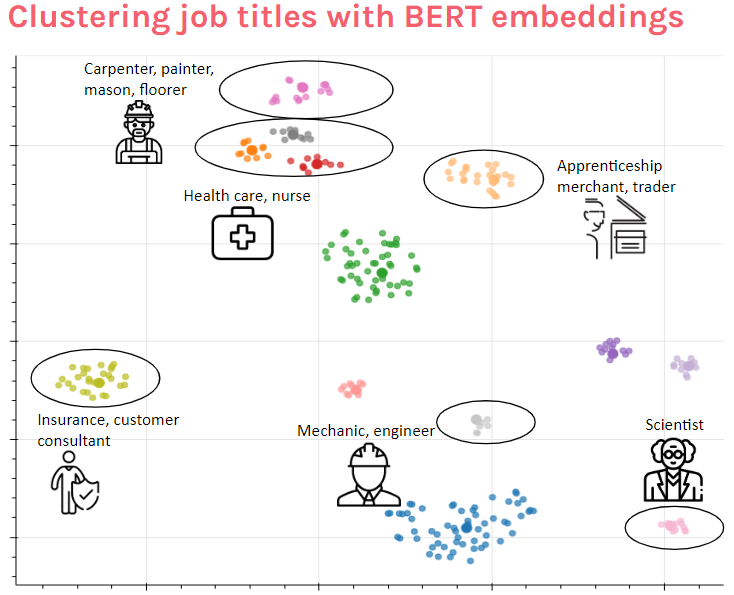 Clustering job titles with BERT embeddings
Carpenter, painter,
mason, floorer
Health care, nurse
Apprenticeship
merchant, trader
Insurance, customer
consultant
Mechanic, engineer
Scientist